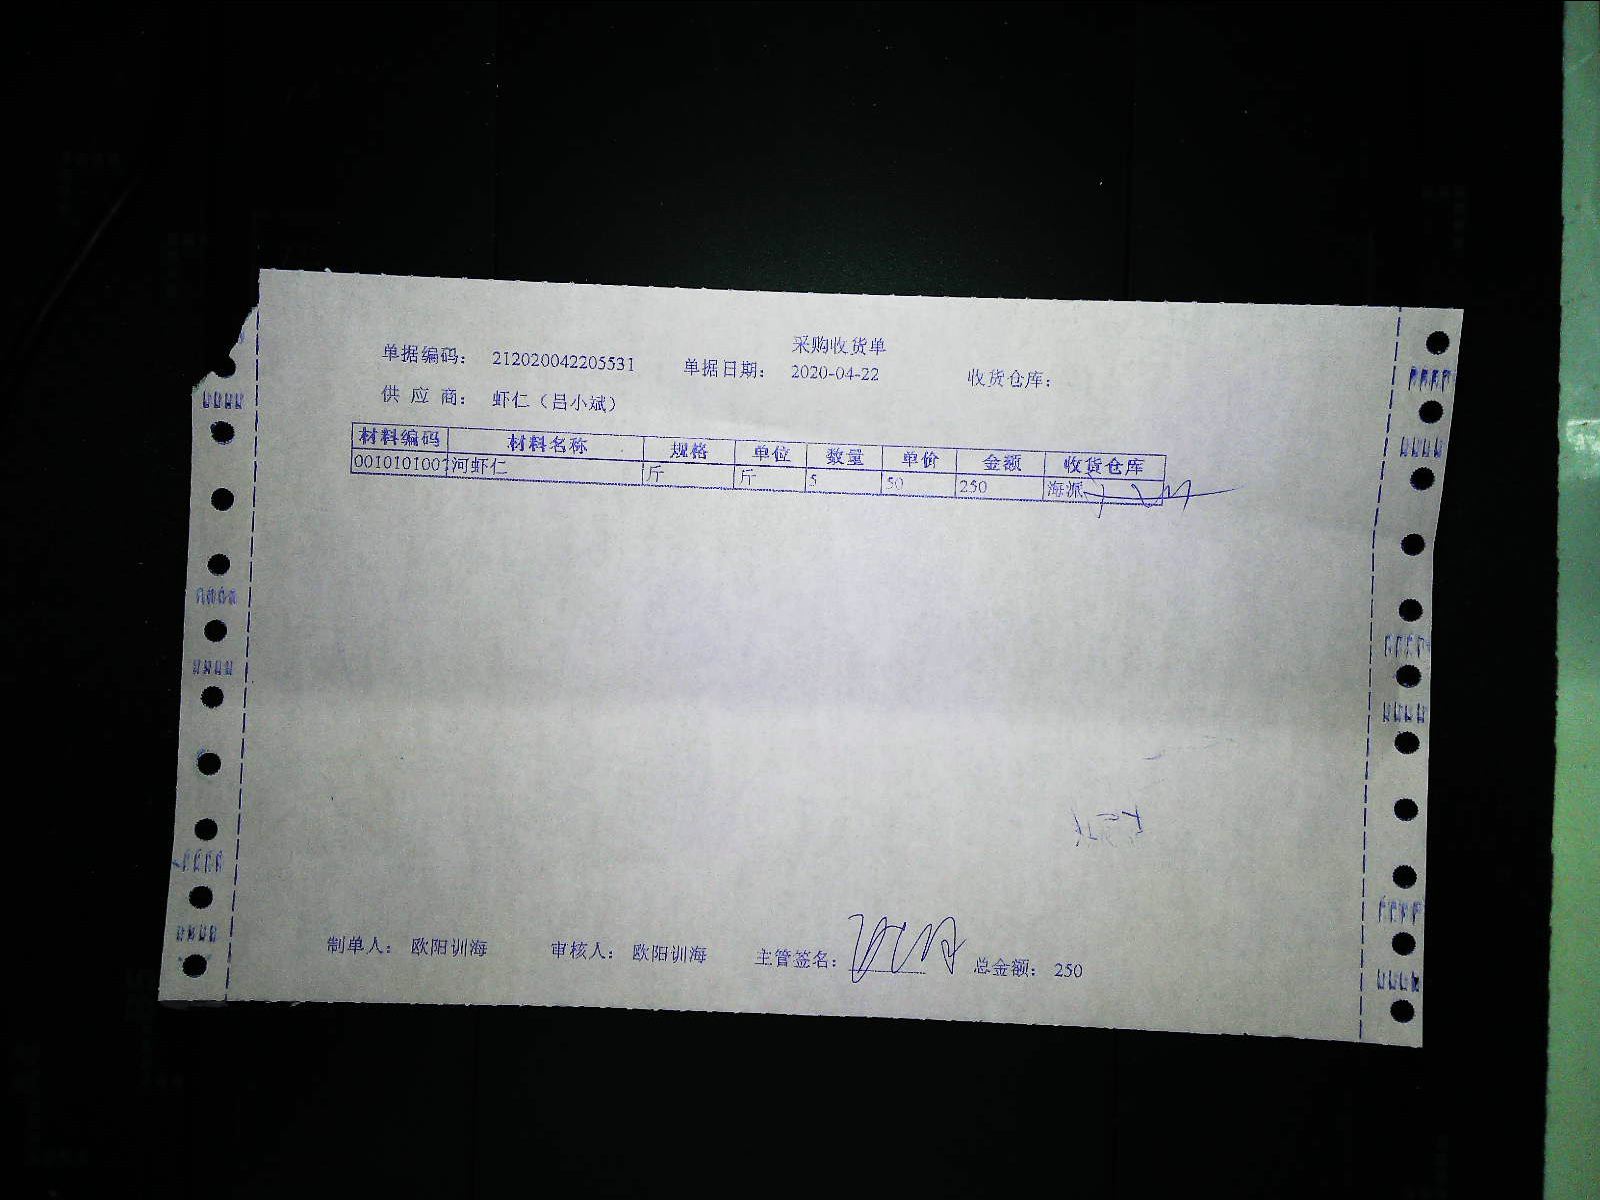 采购收货单
单据编码： 212020042205531 单据日期： 2020-04-22 收货仓库：
供 应 商： 虾仁（吕小斌）
材料编码 材料名称 规格 单位 数量 单价 金额 收货仓库
0010101007 河虾仁 斤 斤 5 50 250 海派
制单人： 欧阳训海 审核人： 欧阳训海 主管签名： 总金额： 250